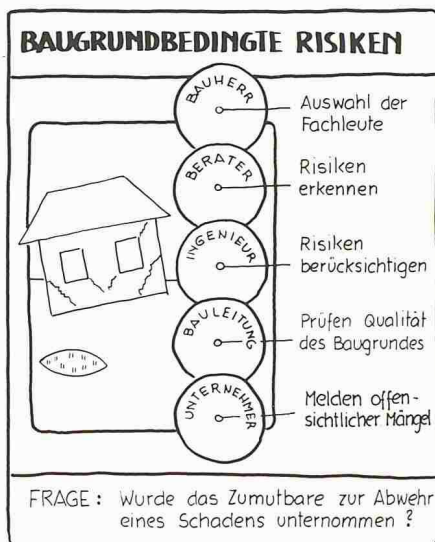 BAUGRUNDBEDINGTE RISIKEN
BAUHERR
Auswahl der
Fachleute
BERATER
Risiken
erkennen
INGENIEUR
Risiken
berücksichtigen
BAULEITUNG
Prüfen Qualität
des Baugrundes
UNTERNEHMER
Melden offen-
sichtlicher Mängel
FRAGE: Wurde das Zumutbare zur Abwehr
eines Schadens unternommen ?